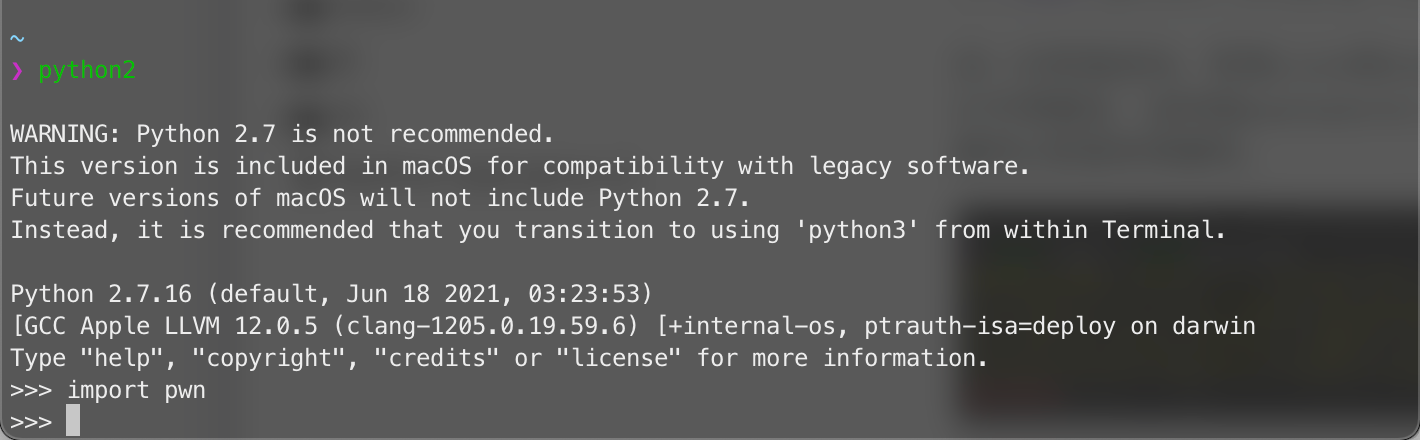 ~
❯ python2
WARNING: Python 2.7 is not recommended.
This version is included in macOS for compatibility with legacy software.
Future versions of macOS will not include Python 2.7.
Instead, it is recommended that you transition to using 'python3' from within Terminal.
Python 2.7.16 (default, Jun 18 2021, 03:23:53)
[GCC Apple LLVM 12.0.5 (clang-1205.0.19.59.6) [+internal-os, ptrauth-isa=deploy on darwin
Type "help", "copyright", "credits" or "license" for more information.
>>> import pwn
>>>